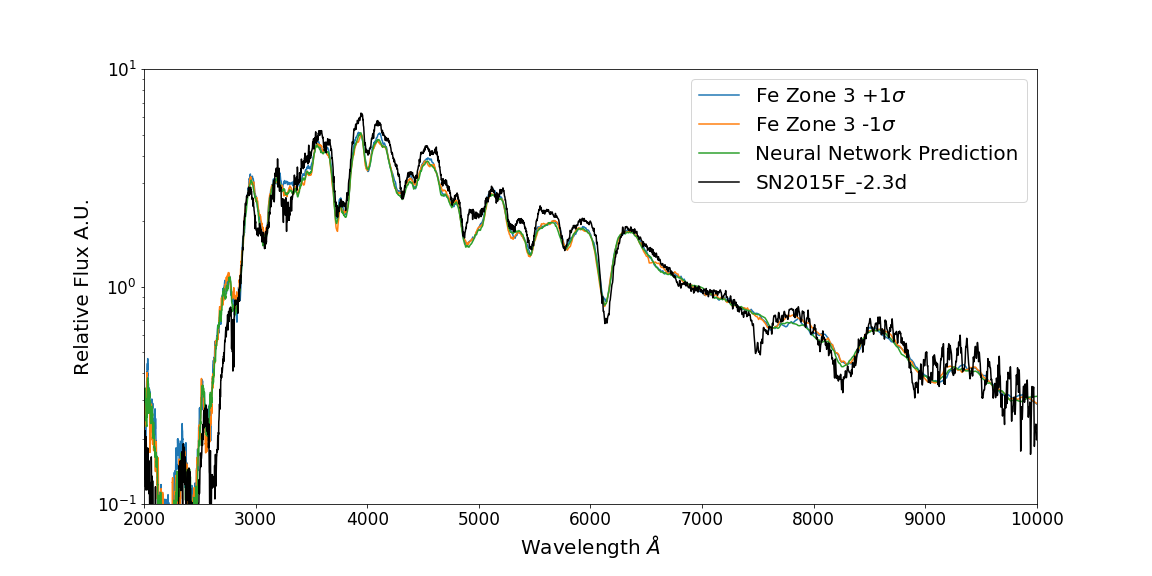 10¹
10⁰
10⁻¹
Relative Flux A.U.
Fe Zone 3 +1σ
Fe Zone 3 -1σ
Neural Network Prediction
SN2015F_-2.3d
2000 3000 4000 5000 6000 7000 8000 9000 10000
Wavelength Å